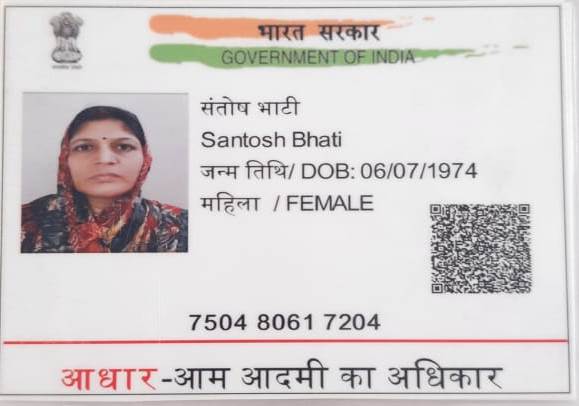 भारत सरकार
GOVERNMENT OF INDIA
संतोष भाटी
Santosh Bhati
जन्म तिथि/ DOB: 06/07/1974
महिला / FEMALE
7504 8061 7204
आधार-आम आदमी का अधिकार